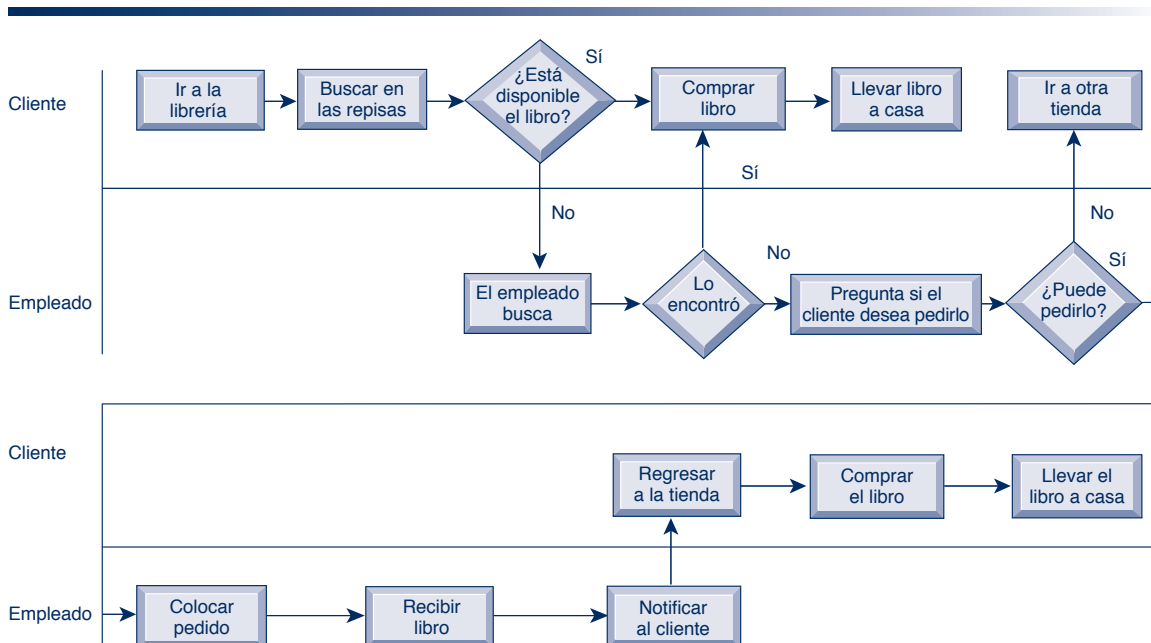 Cliente
Ir a la
librería
Buscar en
las repisas
¿Está
disponible
el libro?
Sí
Comprar
libro
Llevar libro
a casa
Ir a otra
tienda
Sí
No
No
No
Sí
Empleado
El empleado
busca
Lo
encontró
Pregunta si el
cliente desea pedirlo
¿Puede
pedirlo?
Cliente
Regresar
a la tienda
Comprar
el libro
Llevar el
libro a casa
Empleado
Colocar
pedido
Recibir
libro
Notificar
al cliente